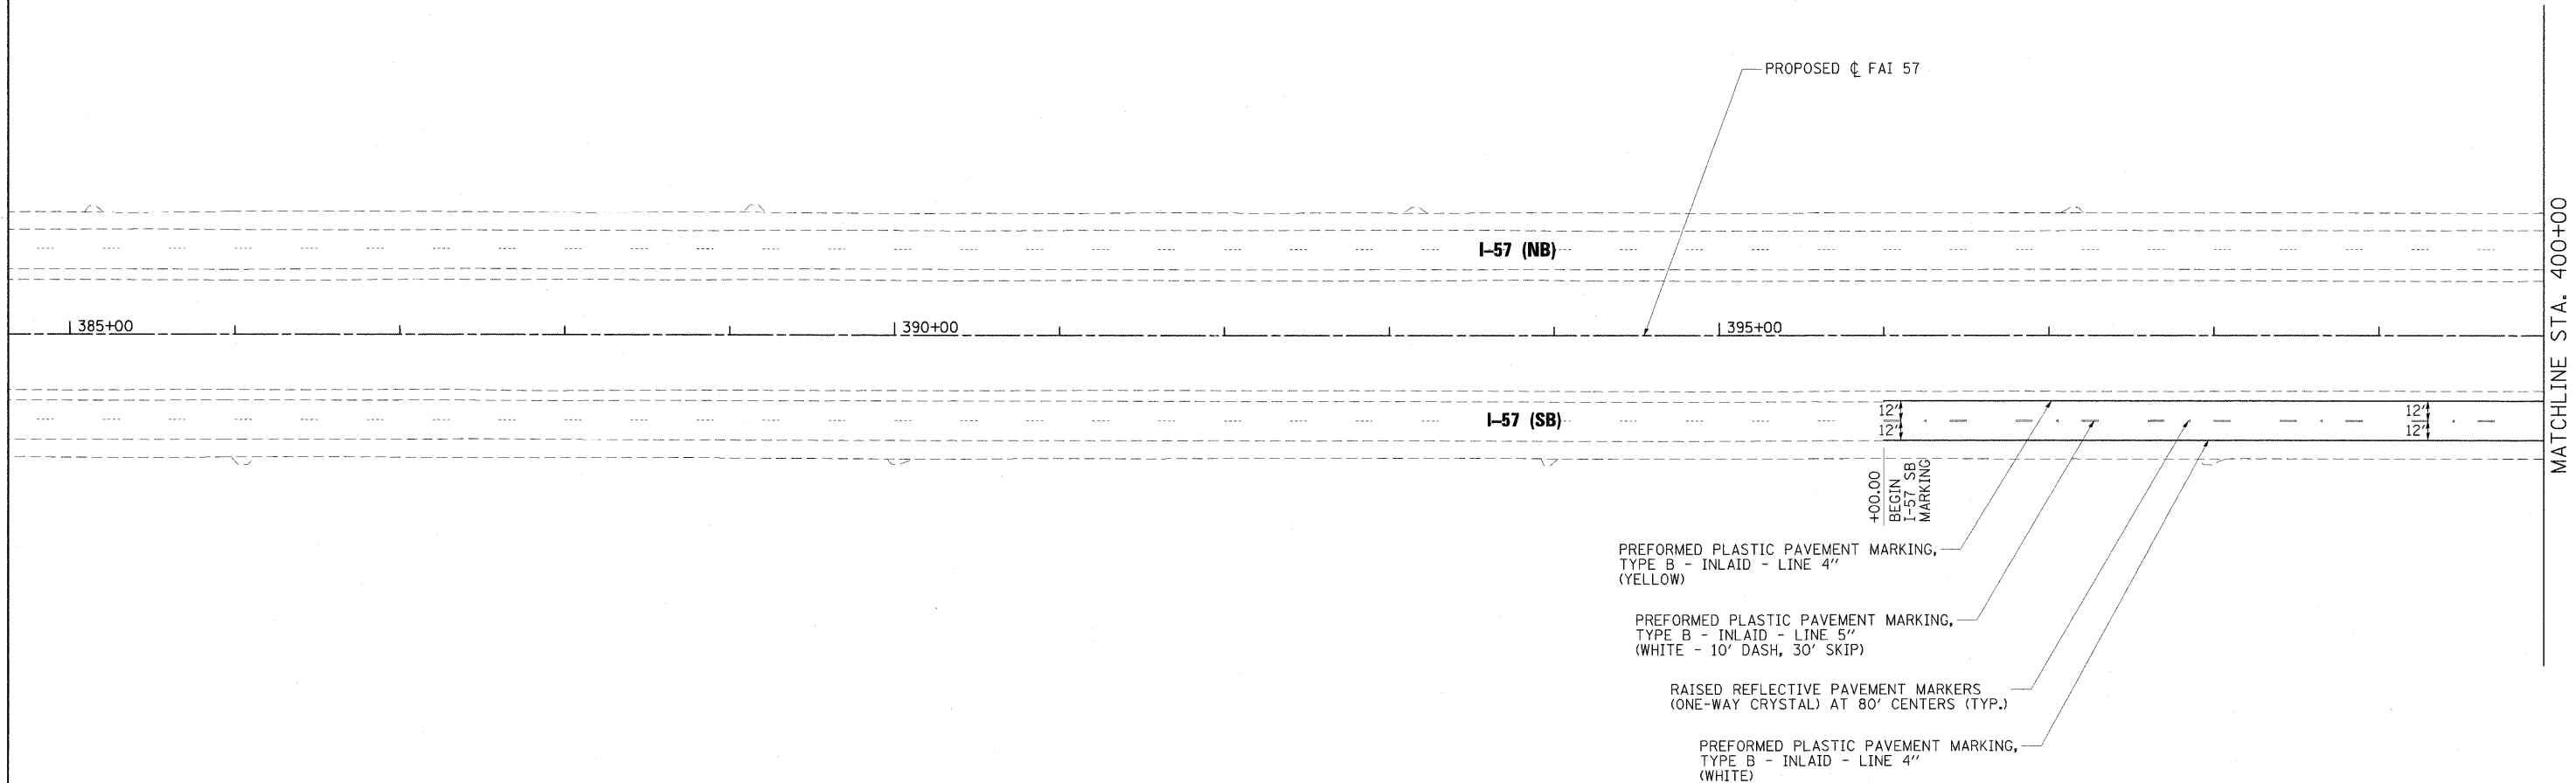 PROPOSED ℄ FAI 57
I-57 (NB)
385+00
390+00
395+00
MATCHLINE STA. 400+00
I-57 (SB)
12'
12'
12'
12'
+00.00
BEGIN
I-57 SB
MARKING
PREFORMED PLASTIC PAVEMENT MARKING,
TYPE B - INLAID - LINE 4"
(YELLOW)
PREFORMED PLASTIC PAVEMENT MARKING,
TYPE B - INLAID - LINE 5"
(WHITE - 10' DASH, 30' SKIP)
RAISED REFLECTIVE PAVEMENT MARKERS
(ONE-WAY CRYSTAL) AT 80' CENTERS (TYP.)
PREFORMED PLASTIC PAVEMENT MARKING,
TYPE B - INLAID - LINE 4"
(WHITE)